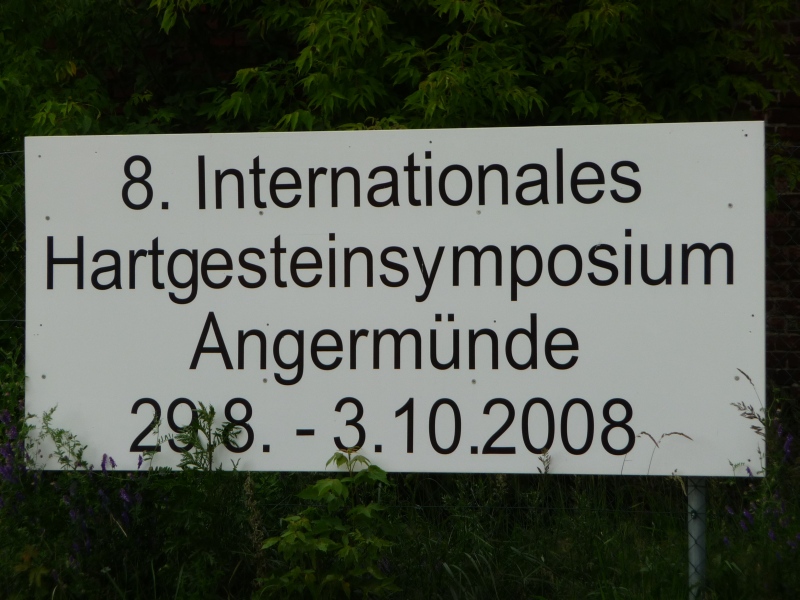 8. Internationales
Hartgesteinsymposium
Angermünde
29.8. - 3.10.2008